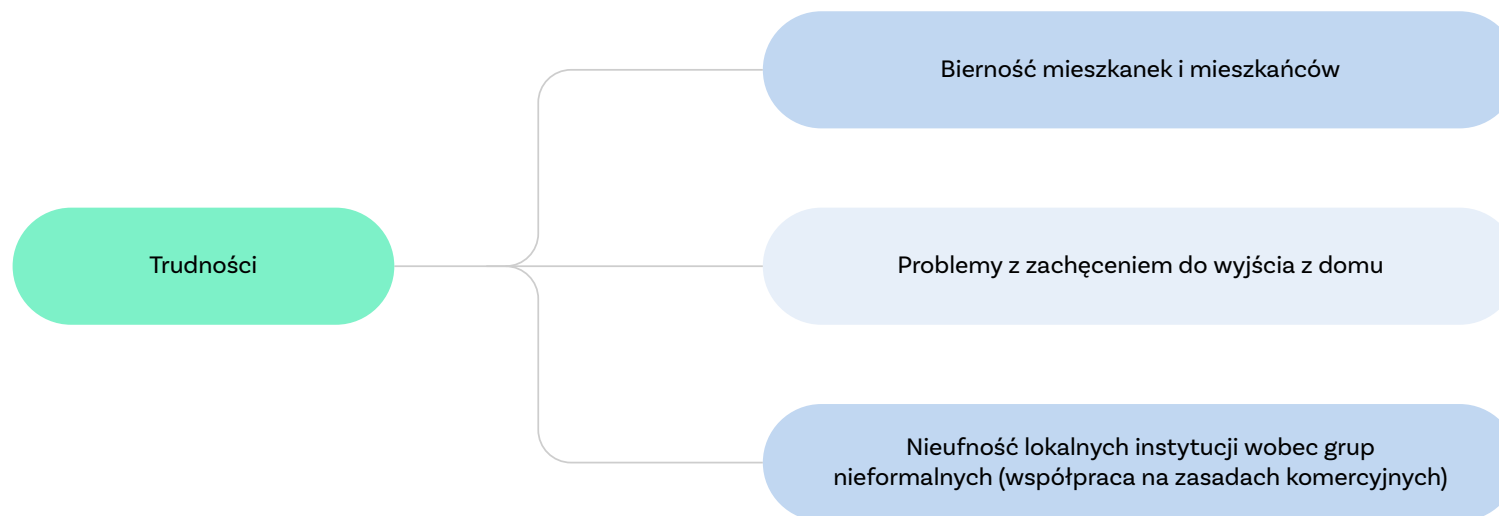 Bierność mieszkanek i mieszkańców
Trudności
Problemy z zachęceniem do wyjścia z domu
Nieufność lokalnych instytucji wobec grup
nieformalnych (współpraca na zasadach komercyjnych)